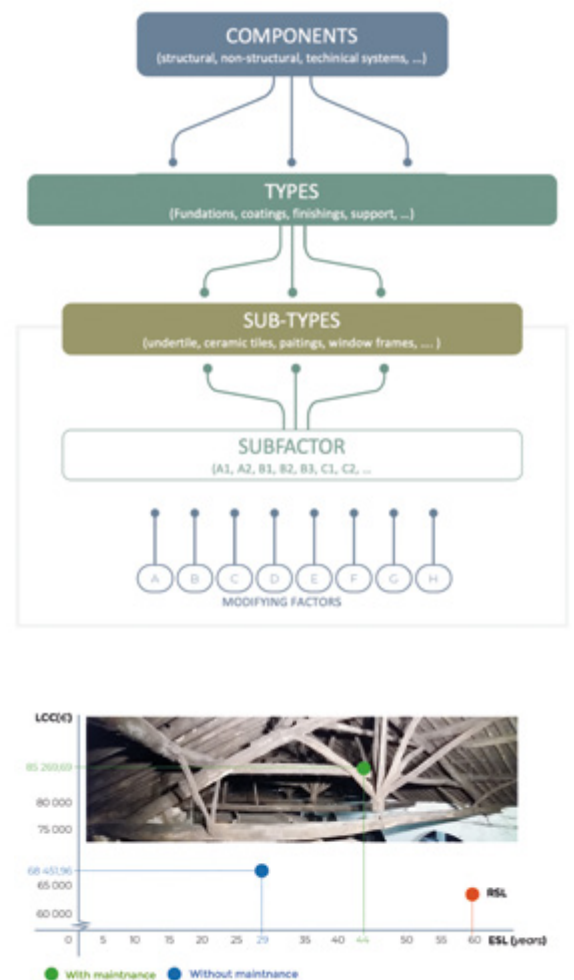 COMPONENTS
(structural, non-structural, techinical systems, ...)
TYPES
(Fundations, coatings, finishings, support, ...)
SUB-TYPES
(undertile, ceramic tiles, paitings, window frames, .... )
SUBFACTOR
(A1, A2, B1, B2, B3, C1, C2, ...
A B C D E F G H
MODIFYING FACTORS
LCC(€)
85 269,69
80 000
75 000
68 451,96
65 000
RSL
60 000
0 5 10 15 20 25 29 35 38 44 50 55 60 ESL (years)
With maintnance Without maintnance